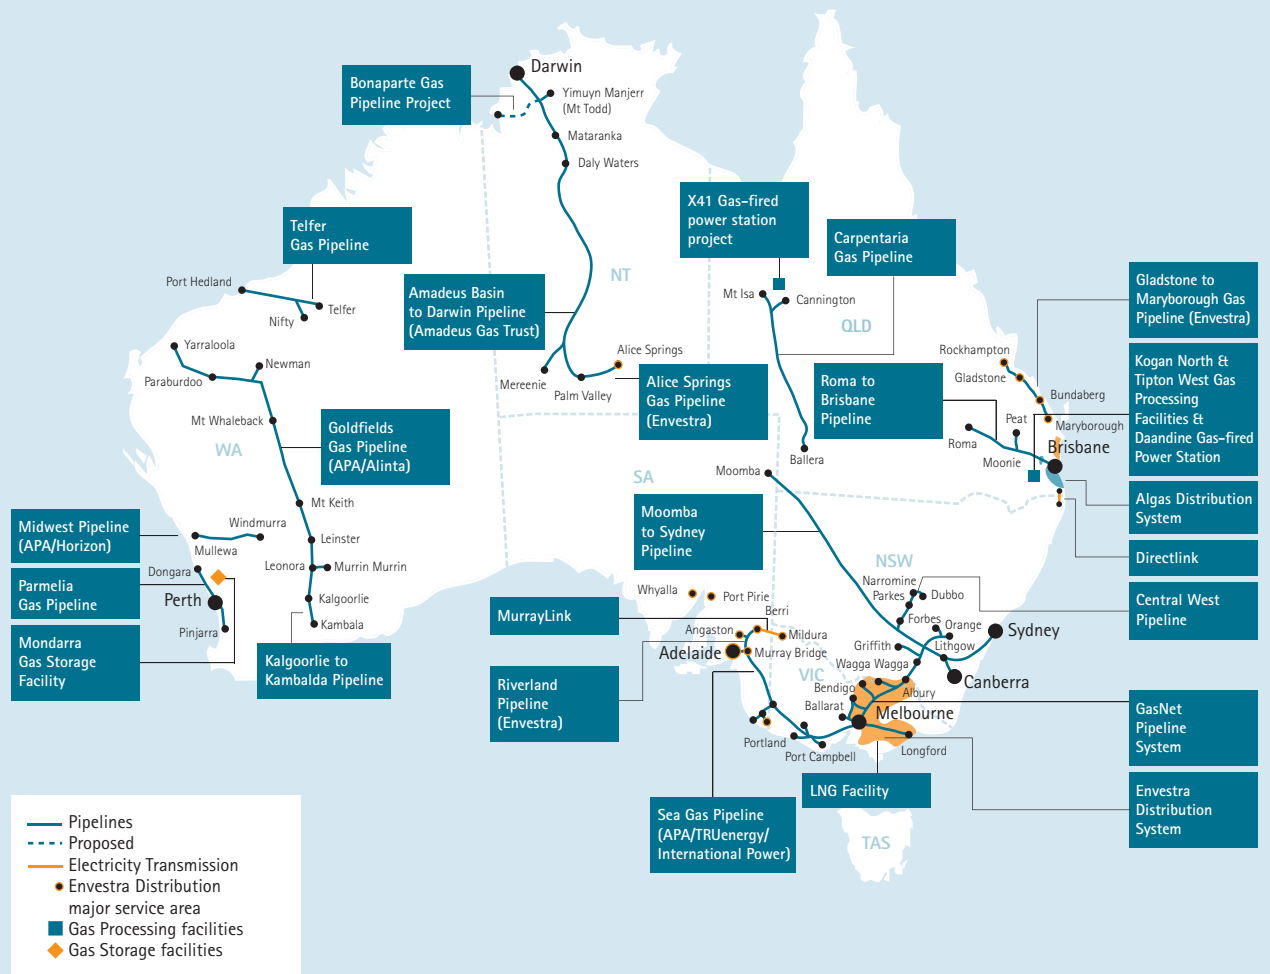 Darwin
Bonaparte Gas
Pipeline Project
Yimuyn Manjerr
(Mt Todd)
Mataranka
Daly Waters
X41 Gas-fired
power station
project
Telfer
Gas Pipeline
Carpentaria
Gas Pipeline
NT
Port Hedland
Telfer
Nifty
Amadeus Basin
to Darwin Pipeline
(Amadeus Gas Trust)
Mt Isa
Cannington
QLD
Gladstone to
Maryborough Gas
Pipeline (Envestra)
Yarraloola
Newman
Paraburdoo
Alice Springs
Mereenie
Palm Valley
Alice Springs
Gas Pipeline
(Envestra)
Roma to
Brisbane
Pipeline
Rockhampton
Gladstone
Bundaberg
Maryborough
Kogan North &
Tipton West Gas
Processing
Facilities &
Daandine Gas-fired
Power Station
Mt Whaleback
WA
Goldfields
Gas Pipeline
(APA/Alinta)
Peat
Roma
Moonie
Brisbane
Ballera
Moomba
SA
Mt Keith
Moomba
to Sydney
Pipeline
Algas Distribution
System
Midwest Pipeline
(APA/Horizon)
Windmurra
Mullewa
Leinster
Directlink
NSW
Dongara
Leonora
Murrin Murrin
Parmelia
Gas Pipeline
Perth
Kalgoorlie
Whyalla
Port Pirie
Narromine
Parkes
Dubbo
Central West
Pipeline
MurrayLink
Berri
Forbes
Orange
Kambala
Pinjarra
Mondarra
Gas Storage
Facility
Kalgoorlie to
Kambalda Pipeline
Angaston
Mildura
Sydney
Adelaide
Murray Bridge
Griffith
Lithgow
Wagga Wagga
VIC
Canberra
Riverland
Pipeline
(Envestra)
Bendigo
Albury
Ballarat
Melbourne
GasNet
Pipeline
System
Portland
Port Campbell
Longford
LNG Facility
Envestra
Distribution
System
Sea Gas Pipeline
(APA/TRUenergy/
International Power)
TAS
Pipelines
Proposed
Electricity Transmission
Envestra Distribution
major service area
Gas Processing facilities
Gas Storage facilities